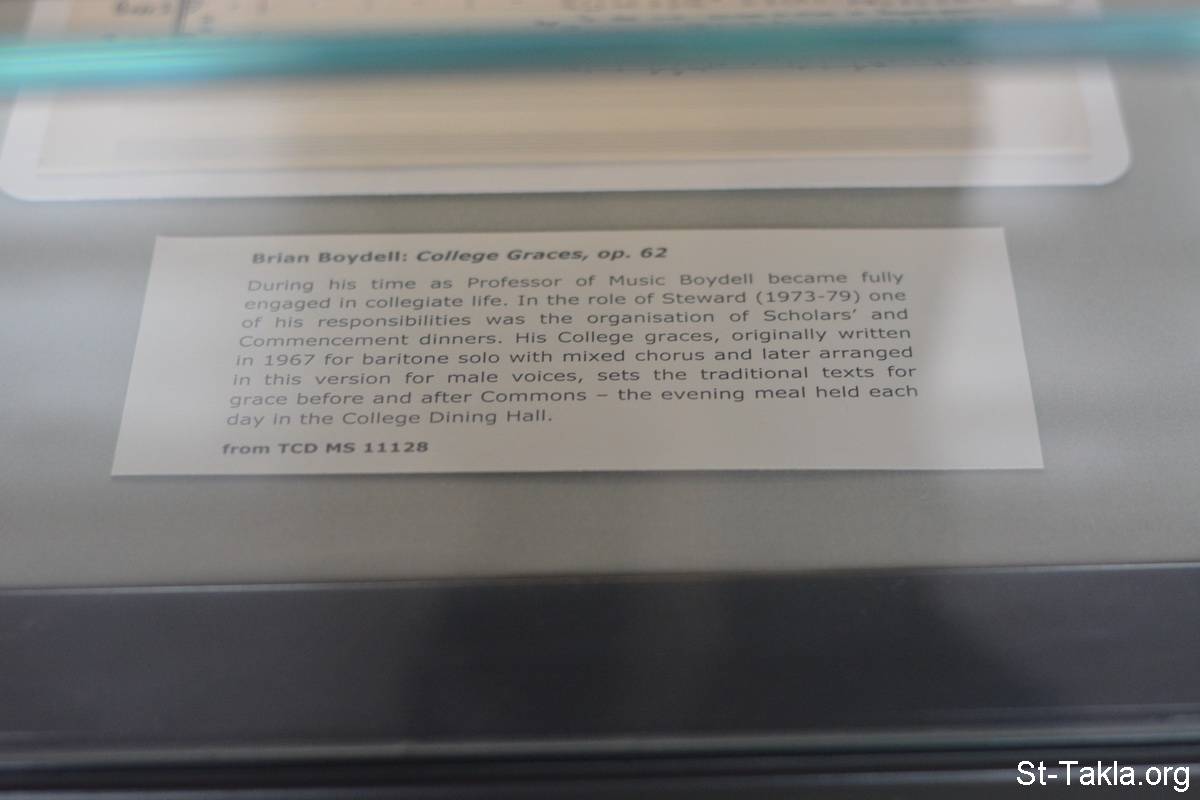 Brian Boydell: College Graces, op. 62
During his time as Professor of Music Boydell became fully
engaged in collegiate life. In the role of Steward (1973-79) one
of his responsibilities was the organisation of Scholars' and
Commencement dinners. His College graces, originally written
in 1967 for baritone solo with mixed chorus and later arranged
in this version for male voices, sets the traditional texts for
grace before and after Commons – the evening meal held each
day in the College Dining Hall.
from TCD MS 11128
St-Takla.org